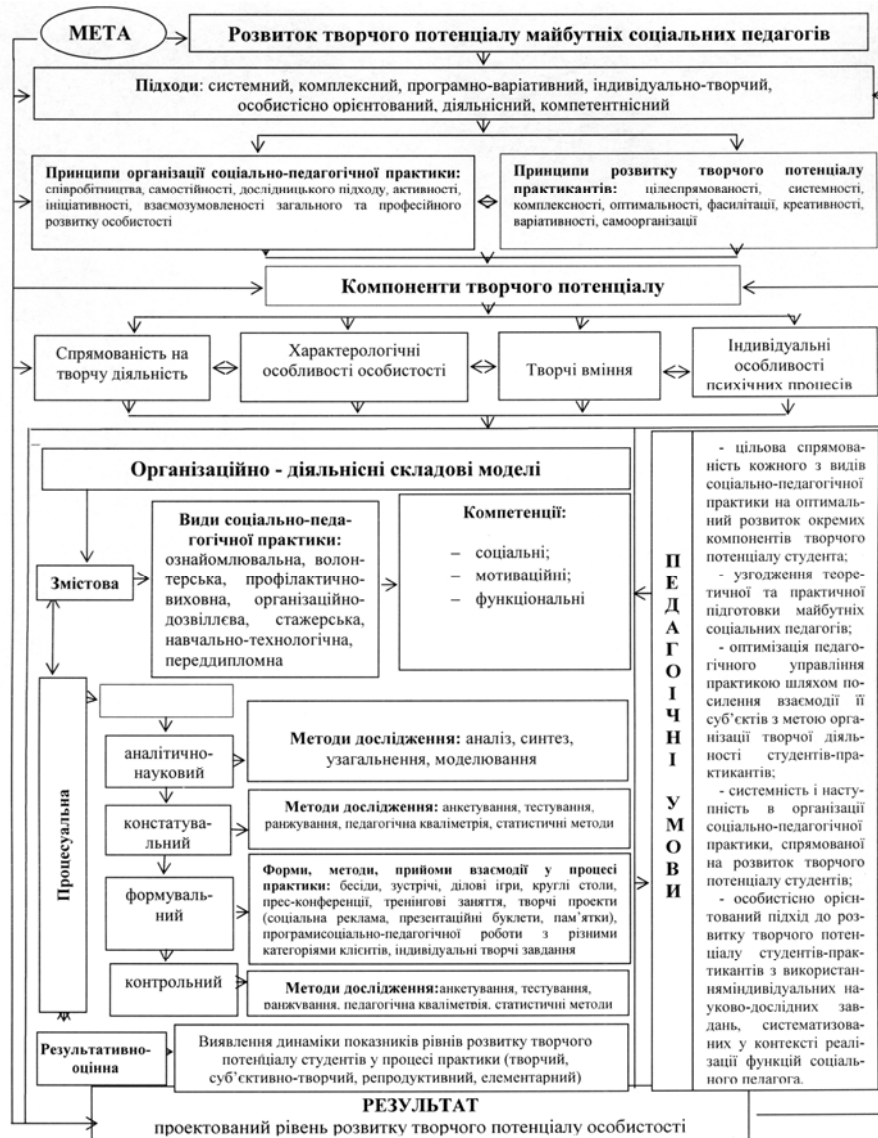 МЕТА
Розвиток творчого потенціалу майбутніх соціальних педагогів
Підходи: системний, комплексний, програмно-варіативний, індивідуально-творчий,
особистісно орієнтований, діяльнісний, компетентнісний
Принципи організації соціально-педагогічної практики:
співробітництва, самостійності, дослідницького підходу, активності,
ініціативності, взаємозумовленості загального та професійного
розвитку особистості
Принципи розвитку творчого потенціалу
практикантів: цілеспрямованості, системності,
комплексності, оптимальності, фасилітації, креативності,
варіативності, самоорганізації
Компоненти творчого потенціалу
Спрямованість на
творчу діяльність
Характерологічні
особливості особистості
Творчі вміння
Індивідуальні
особливості
психічних процесів
Організаційно - діяльнісні складові моделі
Змістова
Види соціально-педа-
гогічної практики:
ознайомлювальна, волон-
терська, профілактично-
виховна, організаційно-
дозвіллєва, стажерська,
навчально-технологічна,
переддипломна
Компетенції:
– соціальні;
– мотиваційні;
– функціональні
Процесуальна
аналітично-
науковий
Методи дослідження: аналіз, синтез,
узагальнення, моделювання
констатуваль-
ний
Методи дослідження: анкетування, тестування,
ранжування, педагогічна кваліметрія, статистичні методи
формуваль-
ний
Форми, методи, прийоми взаємодії у процесі
практики: бесіди, зустрічі, ділові ігри, круглі столи,
прес-конференції, тренінгові заняття, творчі проекти
(соціальна реклама, презентаційні буклети, пам’ятки),
програмисоціально-педагогічної роботи з різними
категоріями клієнтів, індивідуальні творчі завдання
контрольний
Методи дослідження:анкетування, тестування,
ранжування, педагогічна кваліметрія, статистичні методи
Результативно-
оцінна
Виявлення динаміки показників рівнів розвитку творчого
потенціалу студентів у процесі практики (творчий,
суб’єктивно-творчий, репродуктивний, елементарний)
ПЕДАГОГІЧНІ УМОВИ
- цільова спрямова-
ність кожного з видів
соціально-педагогічної
практики на оптималь-
ний розвиток окремих
компонентів творчого
потенціалу студента;
- узгодження теоре-
тичної та практичної
підготовки майбутніх
соціальних педагогів;
- оптимізація педаго-
гічного управління
практикою шляхом по-
силення взаємодії її
суб’єктів з метою орга-
нізації творчої діяль-
ності студентів-пра-
ктикантів;
- системність і насту-
пність в організації
соціально-педагогічної
практики, спрямованої
на розвиток творчого
потенціалу студентів;
- особистісно орієн-
тований підхід до роз-
витку творчого потен-
ціалу студентів-прак-
тикантів з використан-
няміндивідуальних на-
уково-дослідних зав-
дань, систематизова-
них у контексті реалі-
зації функцій соціаль-
ного педагога.
РЕЗУЛЬТАТ
проектований рівень розвитку творчого потенціалу особистості